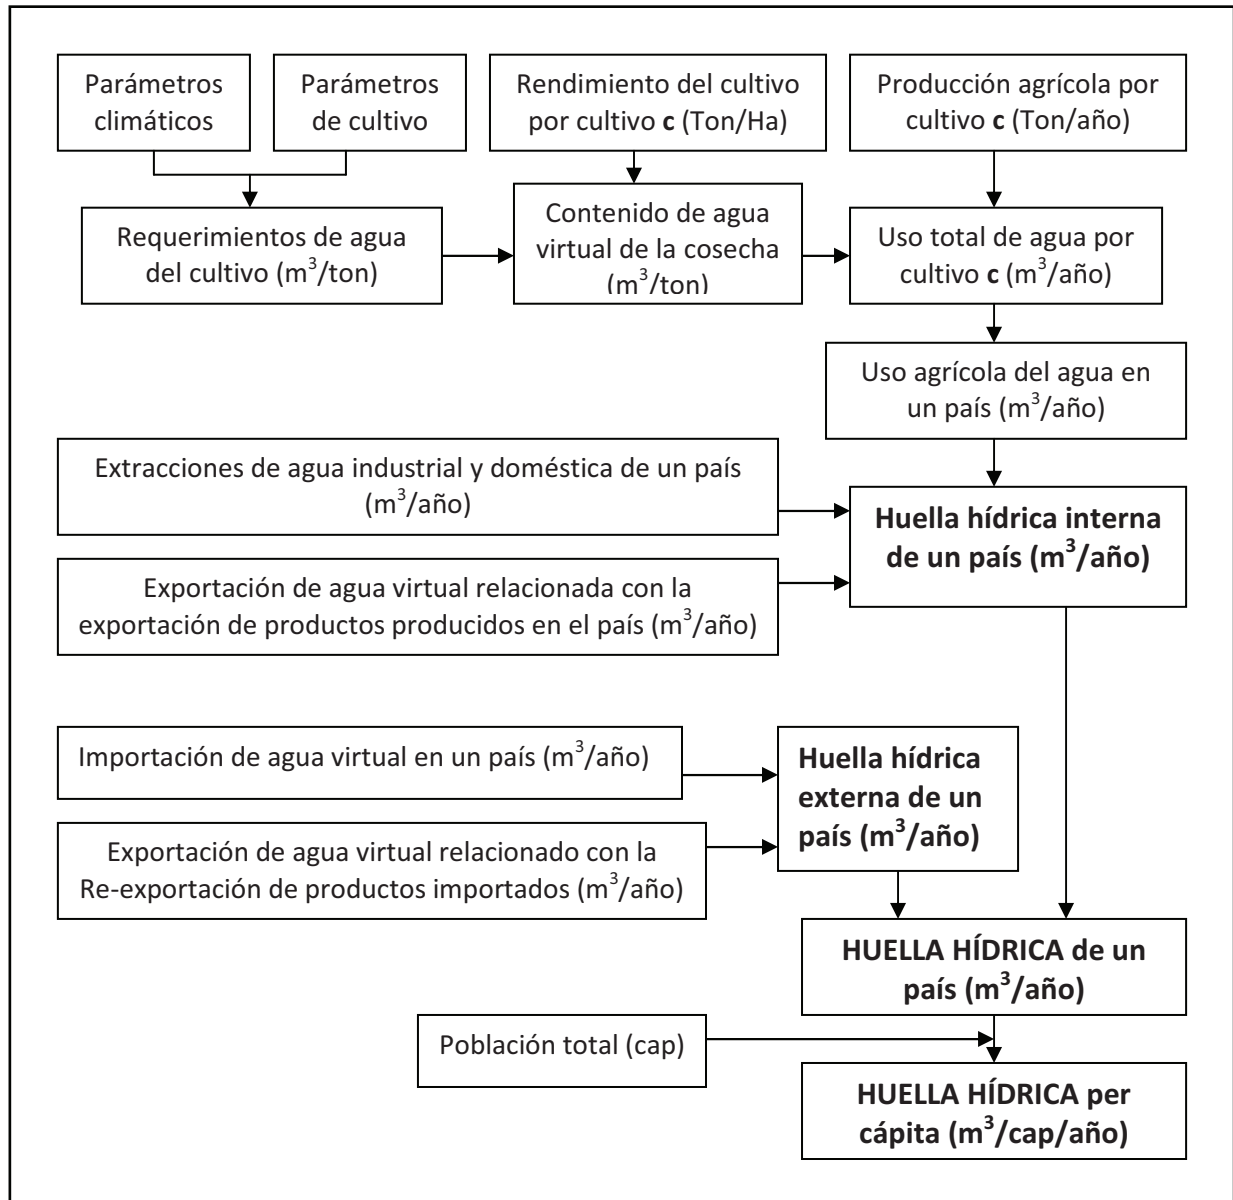 Parámetros
climáticos
Parámetros
de cultivo
Rendimiento del cultivo
por cultivo c (Ton/Ha)
Producción agrícola por
cultivo c (Ton/año)
Requerimientos de agua
del cultivo (m³/ton)
Contenido de agua
virtual de la cosecha
(m³/ton)
Uso total de agua por
cultivo c (m³/año)
Uso agrícola del agua en
un país (m³/año)
Extracciones de agua industrial y doméstica de un país
(m³/año)
Huella hídrica interna
de un país (m³/año)
Exportación de agua virtual relacionada con la
exportación de productos producidos en el país (m³/año)
Importación de agua virtual en un país (m³/año)
Huella hídrica
externa de un
país (m³/año)
Exportación de agua virtual relacionado con la
Re-exportación de productos importados (m³/año)
HUELLA HÍDRICA de un
país (m³/año)
Población total (cap)
HUELLA HÍDRICA per
cápita (m³/cap/año)